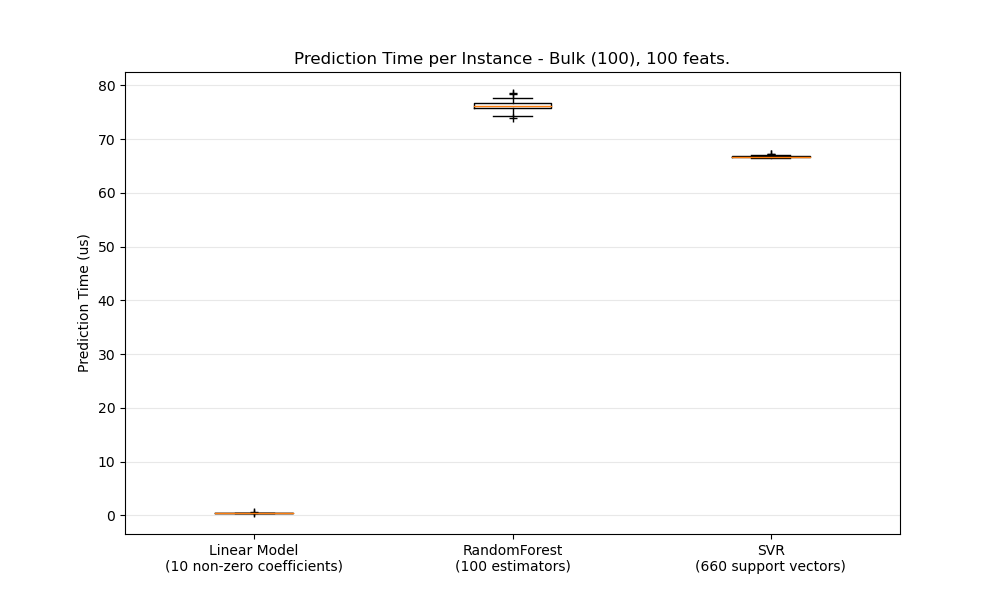 Prediction Time per Instance - Bulk (100), 100 feats.
80
70
60
50
40
30
20
10
0
Prediction Time (us)
Linear Model
(10 non-zero coefficients)
RandomForest
(100 estimators)
SVR
(660 support vectors)